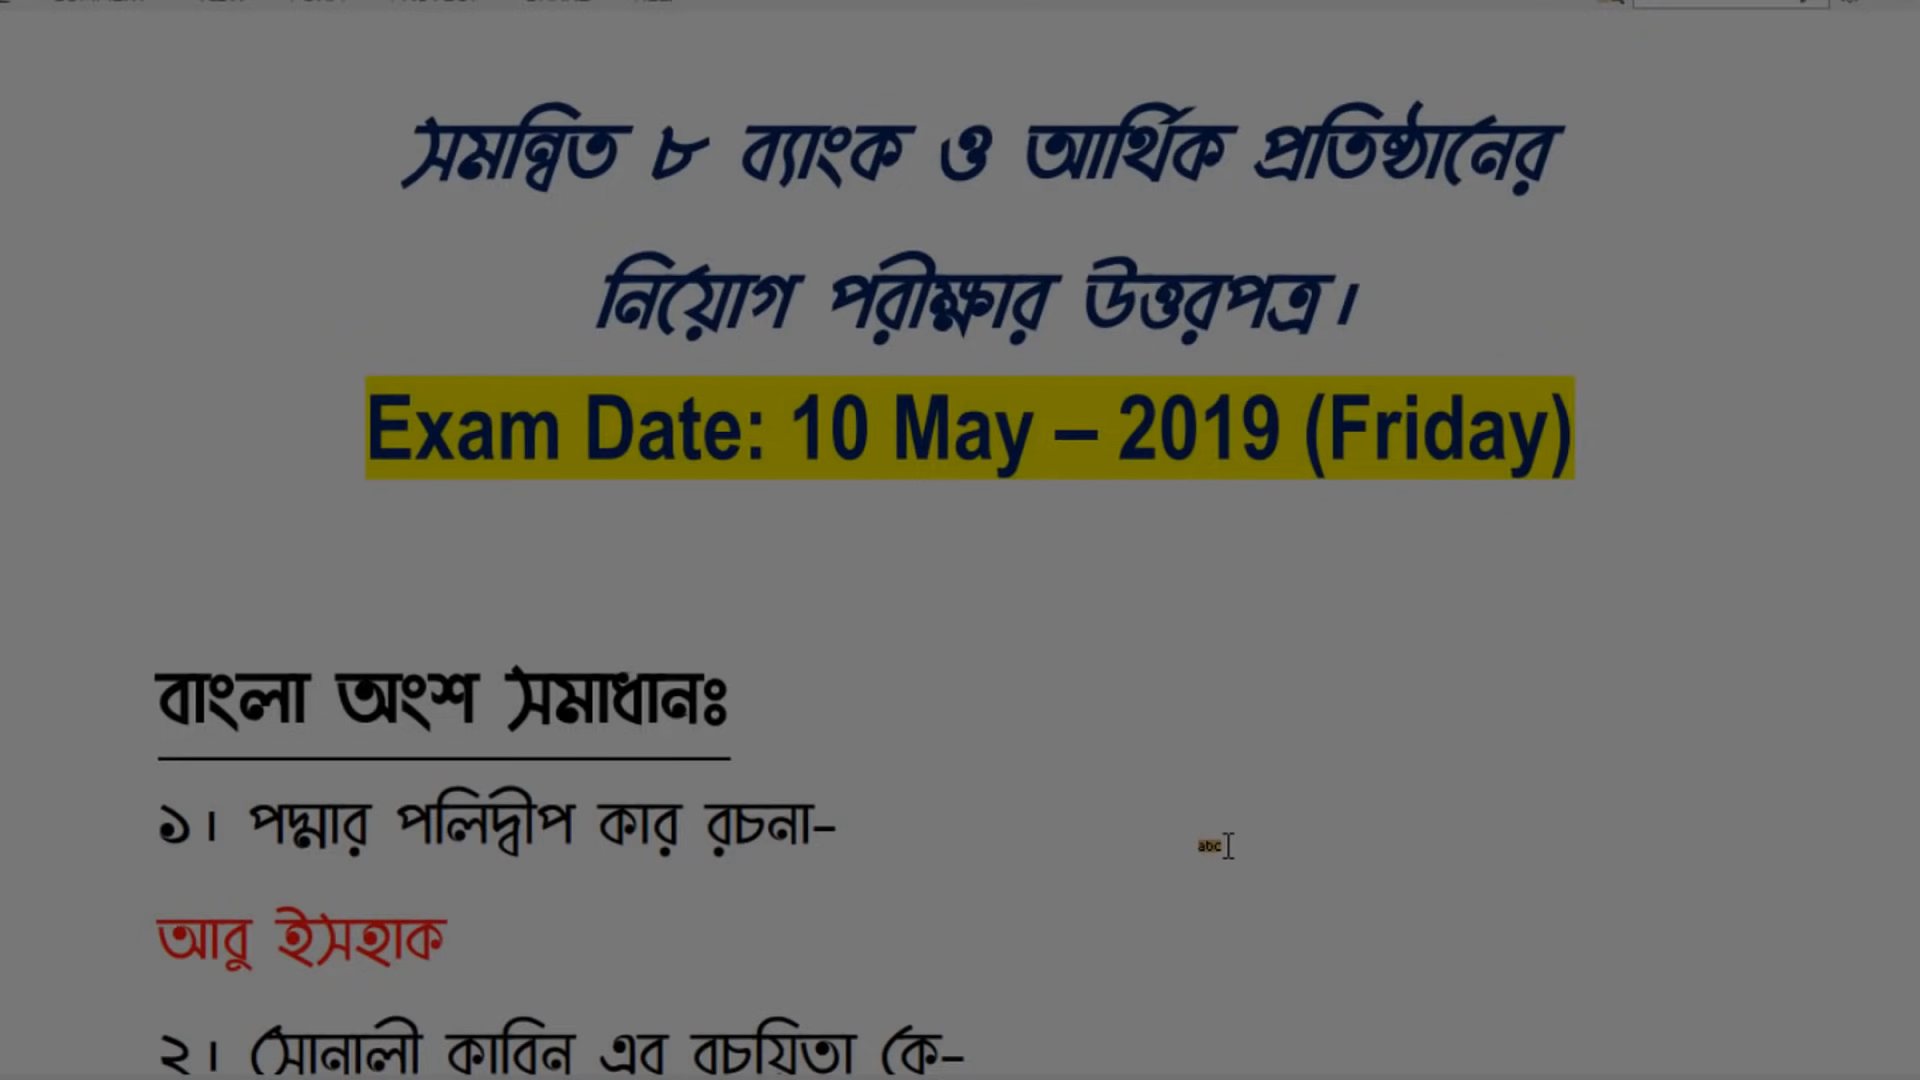 সমন্বিত ৮ ব্যাংক ও আর্থিক প্রতিষ্ঠানের
নিয়োগ পরীক্ষার উত্তরপত্র।
Exam Date: 10 May – 2019 (Friday)
বাংলা অংশ সমাধানঃ
১। পদ্মার পলিদ্বীপ কার রচনা-
abc
আবু ইসহাক
২। সোনালী কাবিন এর রচয়িতা কে-